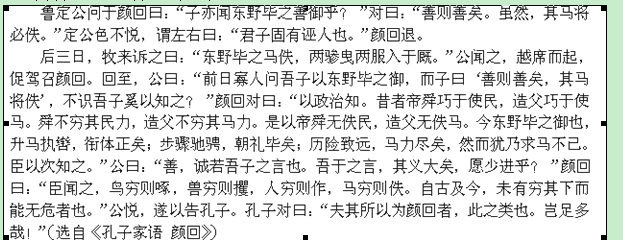 鲁定公问于颜回曰：“子亦闻东野毕之善御乎？”对曰：“善则善矣。虽然，其马将
必佚。”定公色不悦，谓左右曰：“君子固有诬人也。”颜回退。
后三日，牧来诉之曰：“东野毕之马佚，两骖曳两服入于厩。”公闻之，越席而起，
促驾召颜回。回至，公曰：“前日寡人问吾子以东野毕之御，而子曰‘善则善矣，其马
将佚’，不识吾子奚以知之？”颜回对曰：“以政治知。昔者帝舜巧于使民，造父巧于使
马。舜不穷其民力，造父不穷其马力。是以帝舜无佚民，造父无佚马。今东野毕之御也，
升马执辔，衔体正矣；步骤驰骋，朝礼毕矣；历险致远，马力尽矣，然而犹乃求马不已。
臣以次知之。”公曰：“善，诚若吾子之言也。吾于之言，其义大矣，愿少进乎？”颜回
曰：“臣闻之，鸟穷则啄，兽穷则攫，人穷则作，马穷则佚。自古及今，未有穷其下而
能无危者也。”公悦，遂以告孔子。孔子对曰：“夫其所以为颜回者，此之类也。岂足多
哉！”(选自《孔子家语 颜回》)